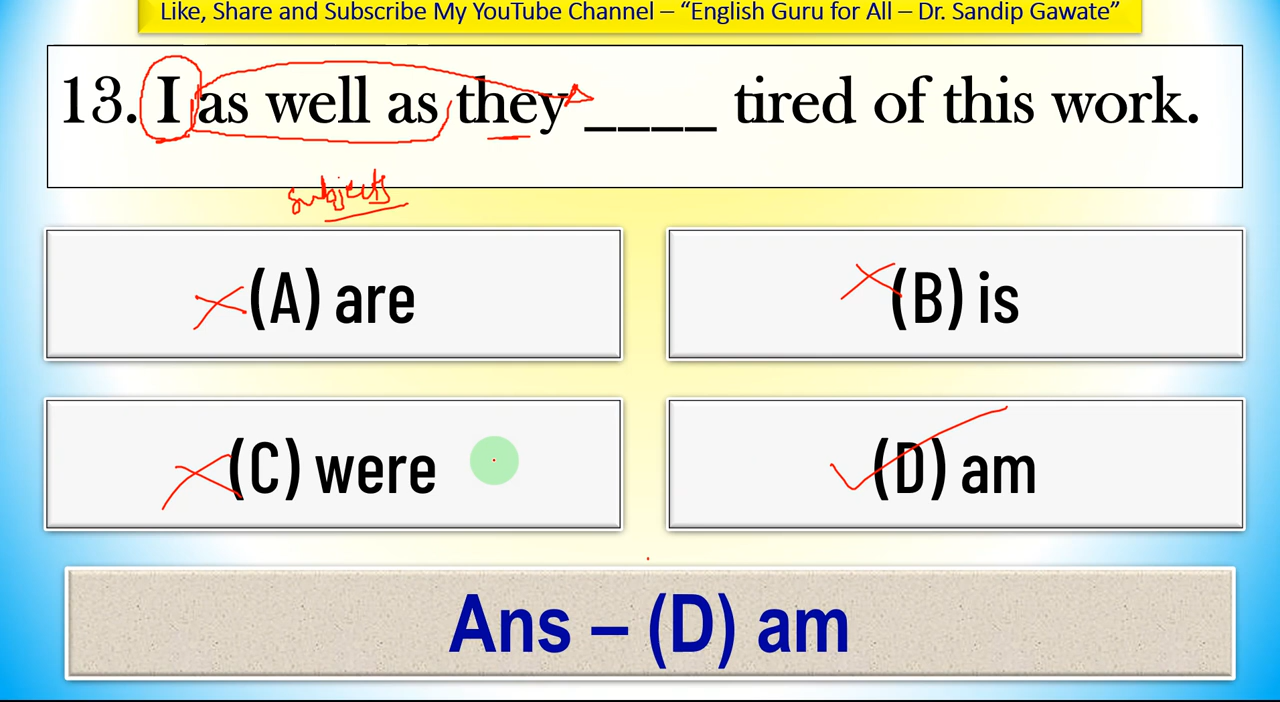 Like, Share and Subscribe My YouTube Channel – “English Guru for All – Dr. Sandip Gawate”
13. I as well as they ____ tired of this work.
subjects
(A) are
(B) is
(C) were
(D) am
Ans – (D) am